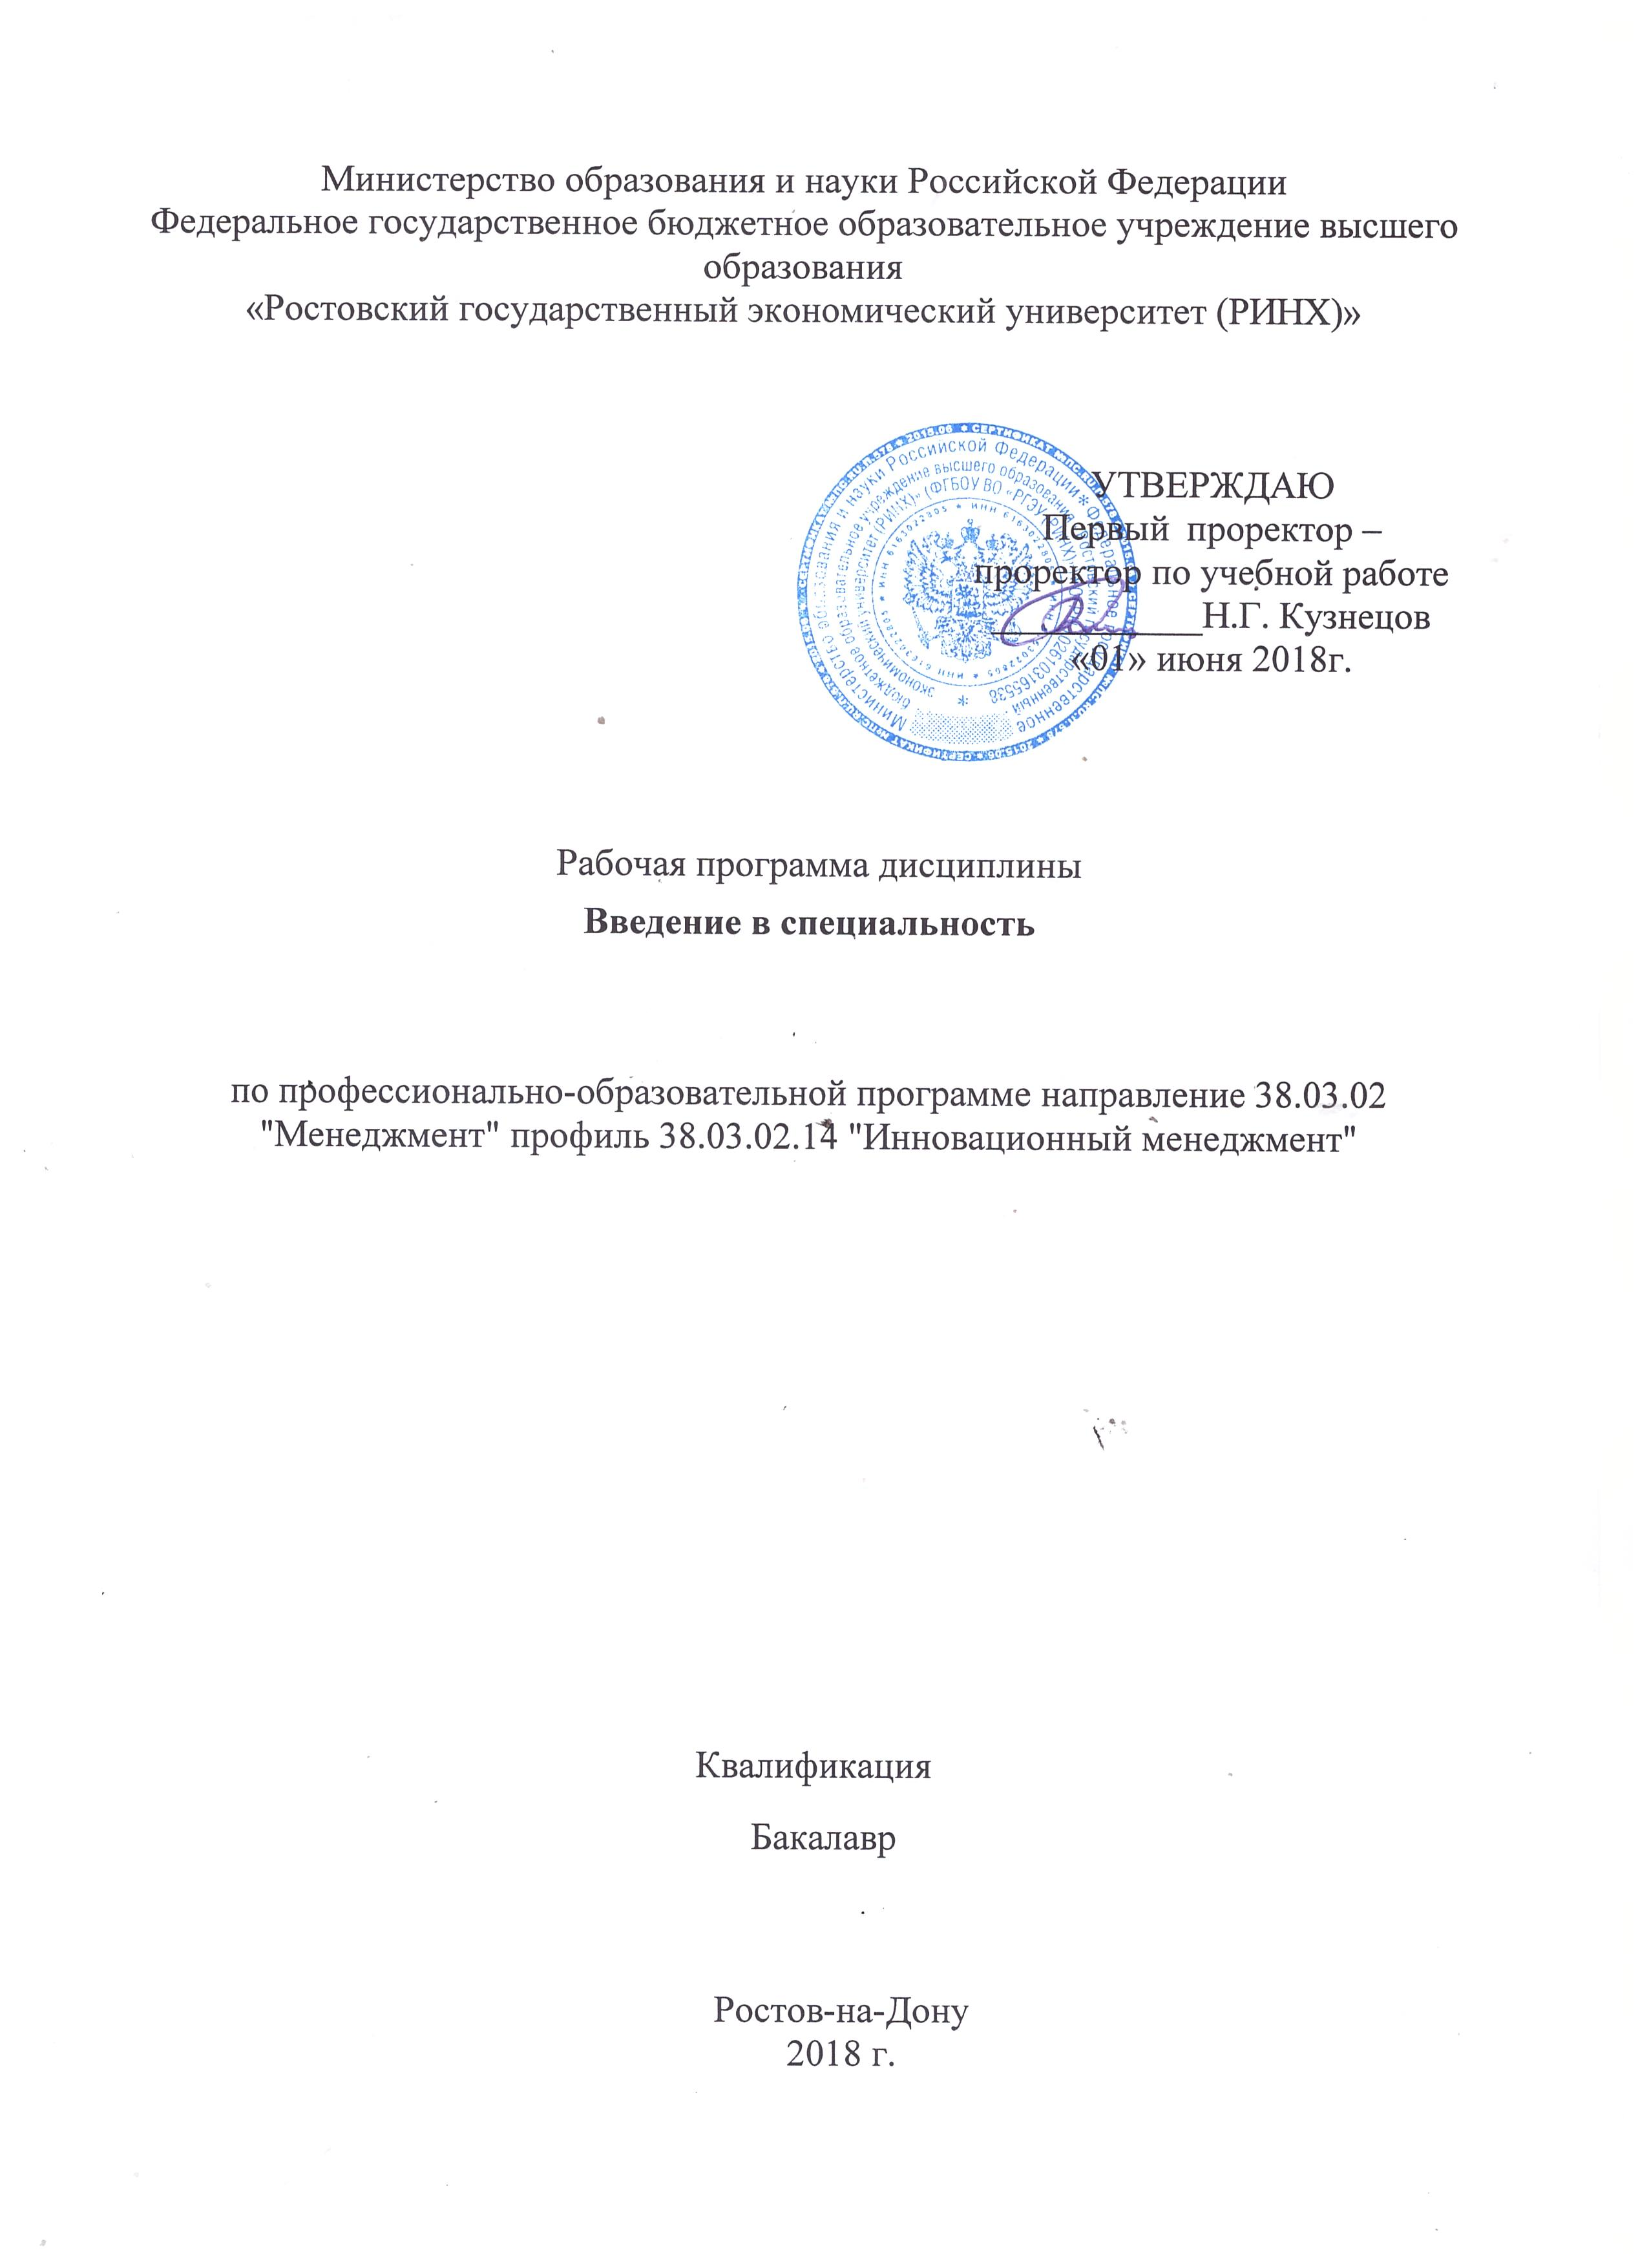 Министерство образования и науки Российской Федерации
Федеральное государственное бюджетное образовательное учреждение высшего
образования
«Ростовский государственный экономический университет (РИНХ)»
УТВЕРЖДАЮ
Первый проректор –
проректор по учебной работе
Н.Г. Кузнецов
«01» июня 2018г.
Рабочая программа дисциплины
Введение в специальность
по профессионально-образовательной программе направление 38.03.02
"Менеджмент" профиль 38.03.02.14 "Инновационный менеджмент"
Квалификация
Бакалавр
Ростов-на-Дону
2018 г.